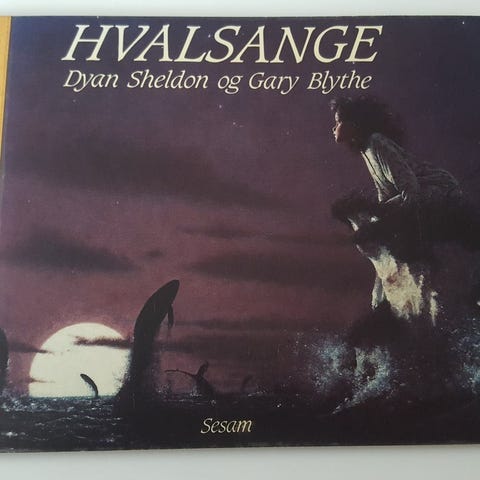 HVALSANGE
Dyan Sheldon og Gary Blythe
Sesam